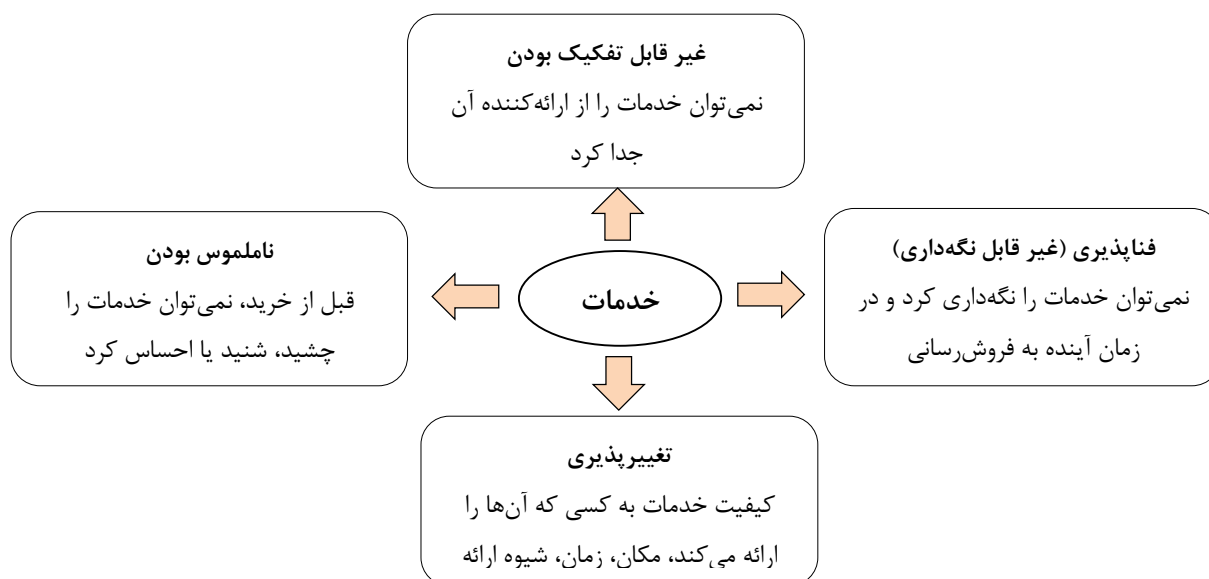 غیر قابل تفکیک بودن
نمی‌توان خدمات را از ارائه‌کننده آن
جدا کرد
فناپذیری (غیر قابل نگه‌داری)
نمی‌توان خدمات را نگه‌داری کرد و در
زمان آینده به فروش‌رسانی
خدمات
ناملموس بودن
قبل از خرید، نمی‌توان خدمات را
چشید، شنید یا احساس کرد
تغییرپذیری
کیفیت خدمات به کسی که آن‌ها را
ارائه می‌کند، مکان، زمان، شیوه ارائه